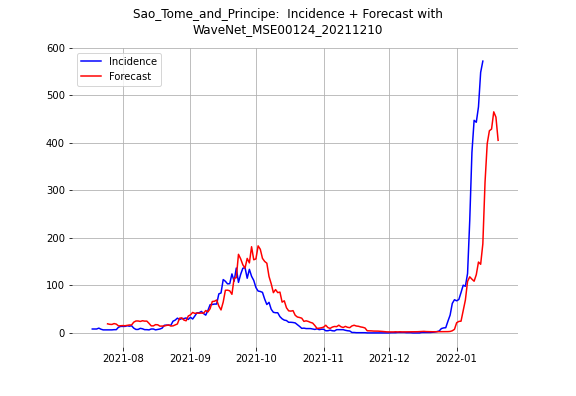 Sao_Tome_and_Principe:  Incidence + Forecast with
WaveNet_MSE00124_20211210
600
Incidence
Forecast
500
400
300
200
100
0
2021-08 2021-09 2021-10 2021-11 2021-12 2022-01